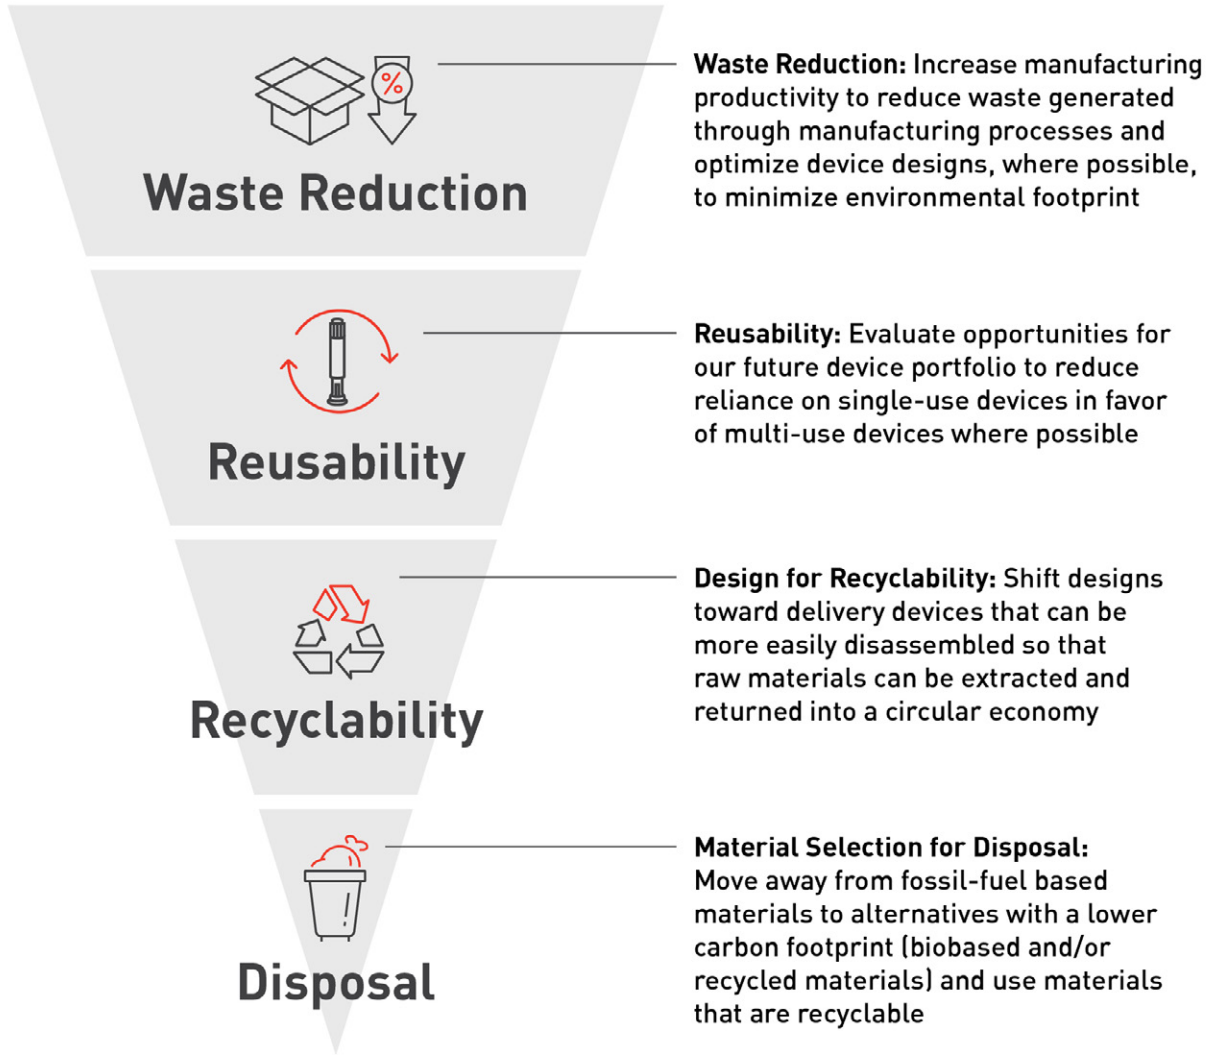 Waste Reduction
Waste Reduction: Increase manufacturing
productivity to reduce waste generated
through manufacturing processes and
optimize device designs, where possible,
to minimize environmental footprint
%
Reusability
Reusability: Evaluate opportunities for
our future device portfolio to reduce
reliance on single-use devices in favor
of multi-use devices where possible
Recyclability
Design for Recyclability: Shift designs
toward delivery devices that can be
more easily disassembled so that
raw materials can be extracted and
returned into a circular economy
Disposal
Material Selection for Disposal:
Move away from fossil-fuel based
materials to alternatives with a lower
carbon footprint (biobased and/or
recycled materials) and use materials
that are recyclable